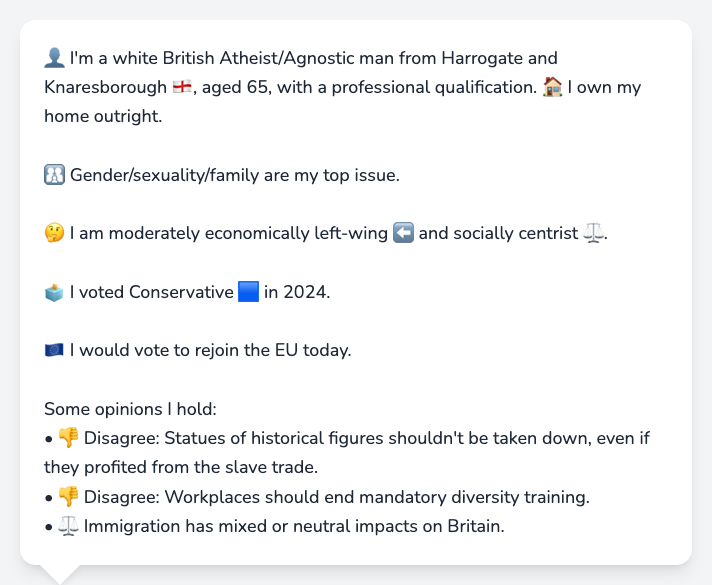 👤 I'm a white British Atheist/Agnostic man from Harrogate and
Knaresborough 🏴󠁧󠁢󠁥󠁮󠁧󠁿, aged 65, with a professional qualification. 🏠 I own my
home outright.
🚻 Gender/sexuality/family are my top issue.
🤔 I am moderately economically left-wing ⬅️ and socially centrist ⚖️.
🗳️ I voted Conservative 🟦 in 2024.
🇪🇺 I would vote to rejoin the EU today.
Some opinions I hold:
• 👎 Disagree: Statues of historical figures shouldn't be taken down, even if
they profited from the slave trade.
• 👎 Disagree: Workplaces should end mandatory diversity training.
• ⚖️ Immigration has mixed or neutral impacts on Britain.